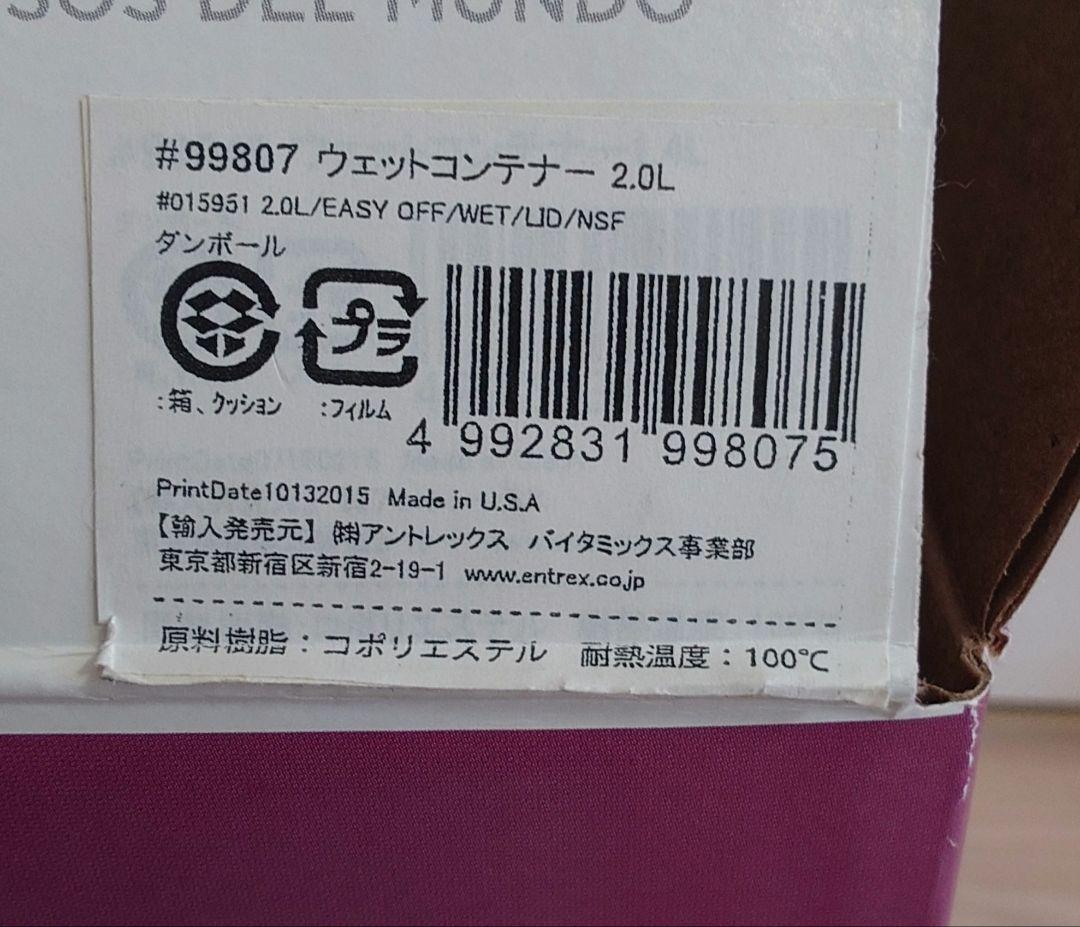 SOS DEL MUNDO
#99807 ウェットコンテナー 2.0L
#015951 2.0L/EASY OFF/WET/LID/NSF
ダンボール
プラ
:箱、クッション :フィルム
4 992831 998075
PrintDate10132015 Made in U.S.A
【輸入発売元】 ㈱アントレックス バイタミックス事業部
東京都新宿区新宿2-19-1 www.entrex.co.jp
原料樹脂:コポリエステル 耐熱温度:100℃